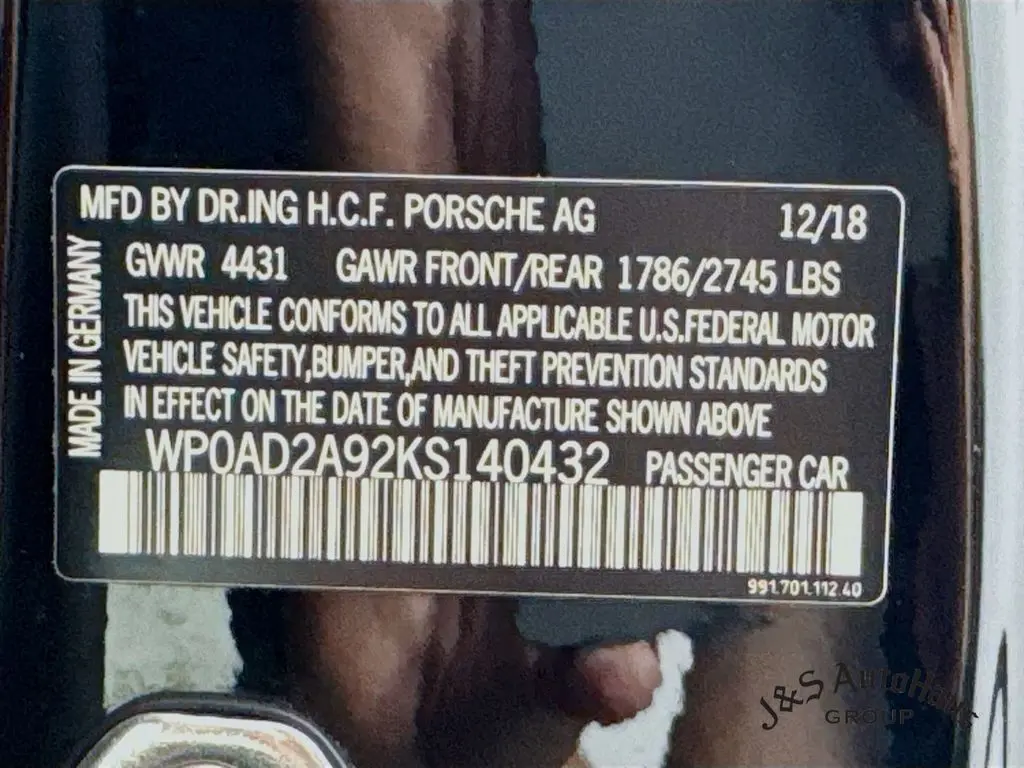 MFD BY DR.ING H.C.F. PORSCHE AG 12/18
GVWR 4431 GAWR FRONT/REAR 1786/2745 LBS
THIS VEHICLE CONFORMS TO ALL APPLICABLE U.S.FEDERAL MOTOR
VEHICLE SAFETY,BUMPER,AND THEFT PREVENTION STANDARDS
IN EFFECT ON THE DATE OF MANUFACTURE SHOWN ABOVE
WP0AD2A92KS140432 PASSENGER CAR
991.701.112.40
MADE IN GERMANY
J&S AutoHaus
GROUP